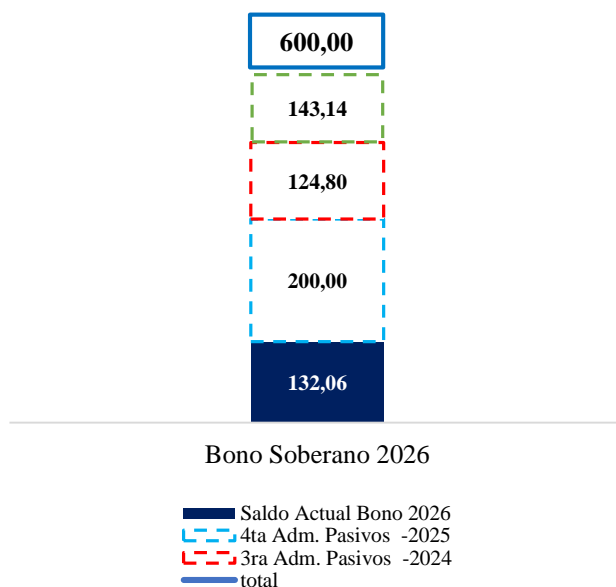 600,00
143,14
124,80
200,00
132,06
Bono Soberano 2026
Saldo Actual Bono 2026
4ta Adm. Pasivos -2025
3ra Adm. Pasivos -2024
total